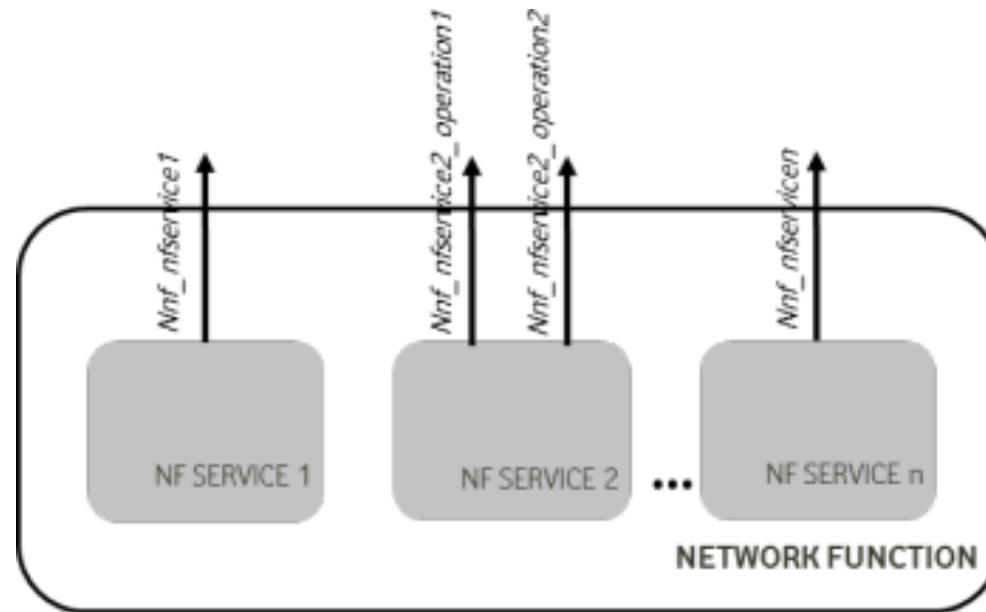 Nnf_nfservice1
Nnf_nfservice2_operation1
Nnf_nfservice2_operation2
Nnf_nfservicen
NF SERVICE 1
NF SERVICE 2
...
NF SERVICE n
NETWORK FUNCTION